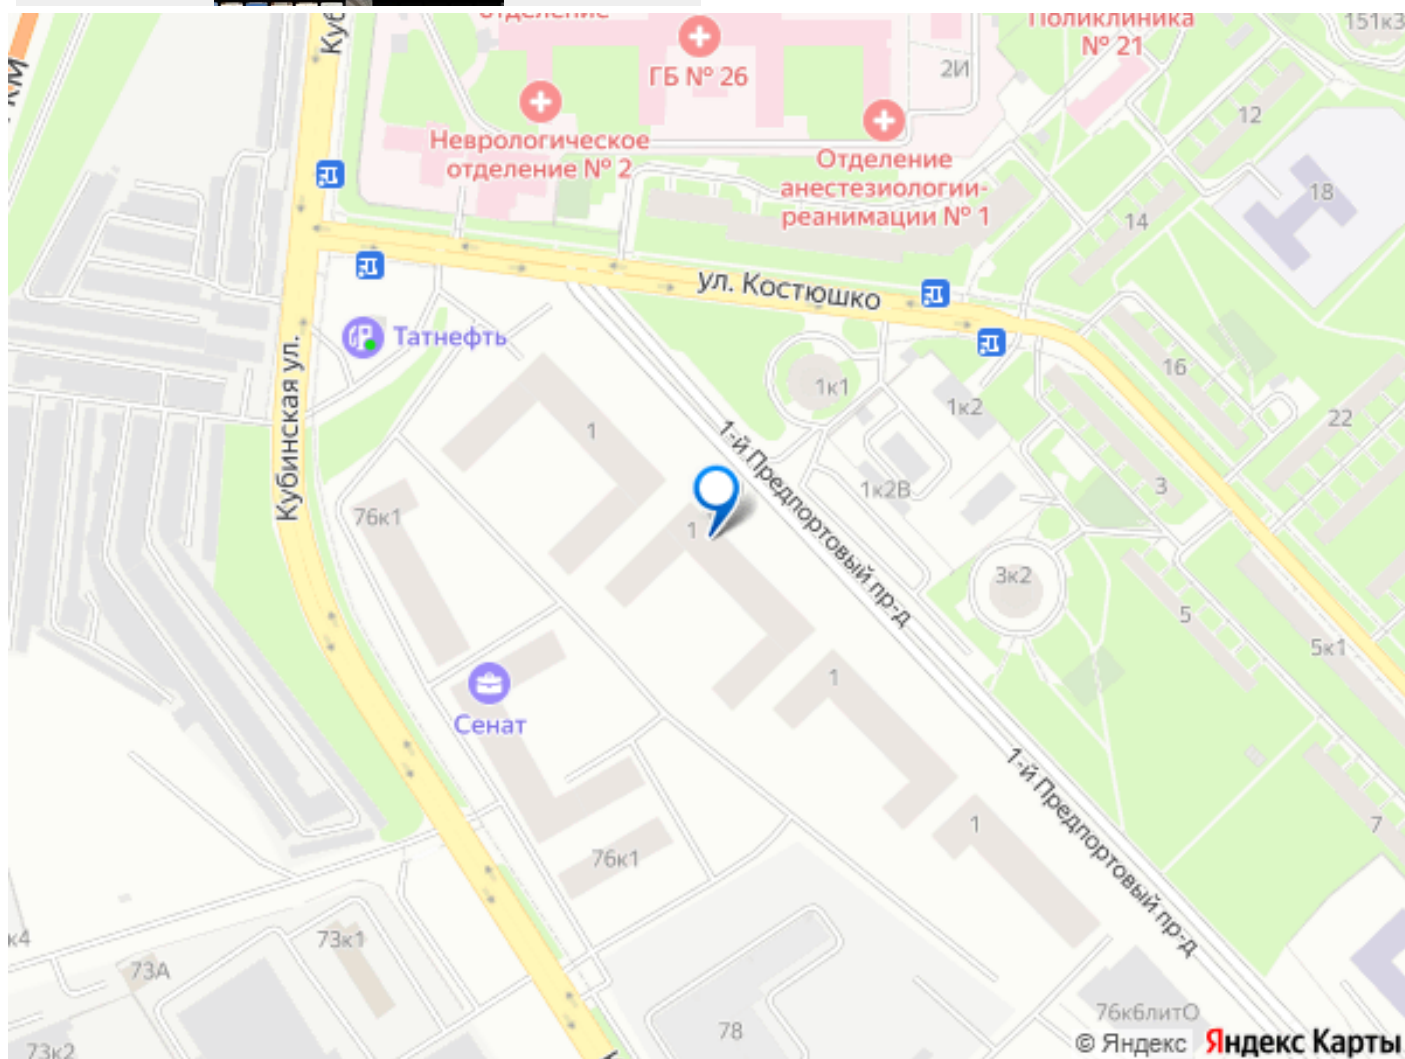 отделение
ГБ № 26
Поликлиника
№ 21
151к3
2И
12
Неврологическое
отделение № 2
Отделение
анестезиологии-
реанимации № 1
18
14
ул. Костюшко
Татнефть
Кубинская ул.
16
1к1
1к2
22
1
1-й Предпортовый пр-д
1к2В
3
76к1
1
3к2
5
5к1
1
Сенат
1-й Предпортовый пр-д
1
7
76к1
к4
73к1
73А
78
76к6литО
73к2
© Яндекс Яндекс Карты